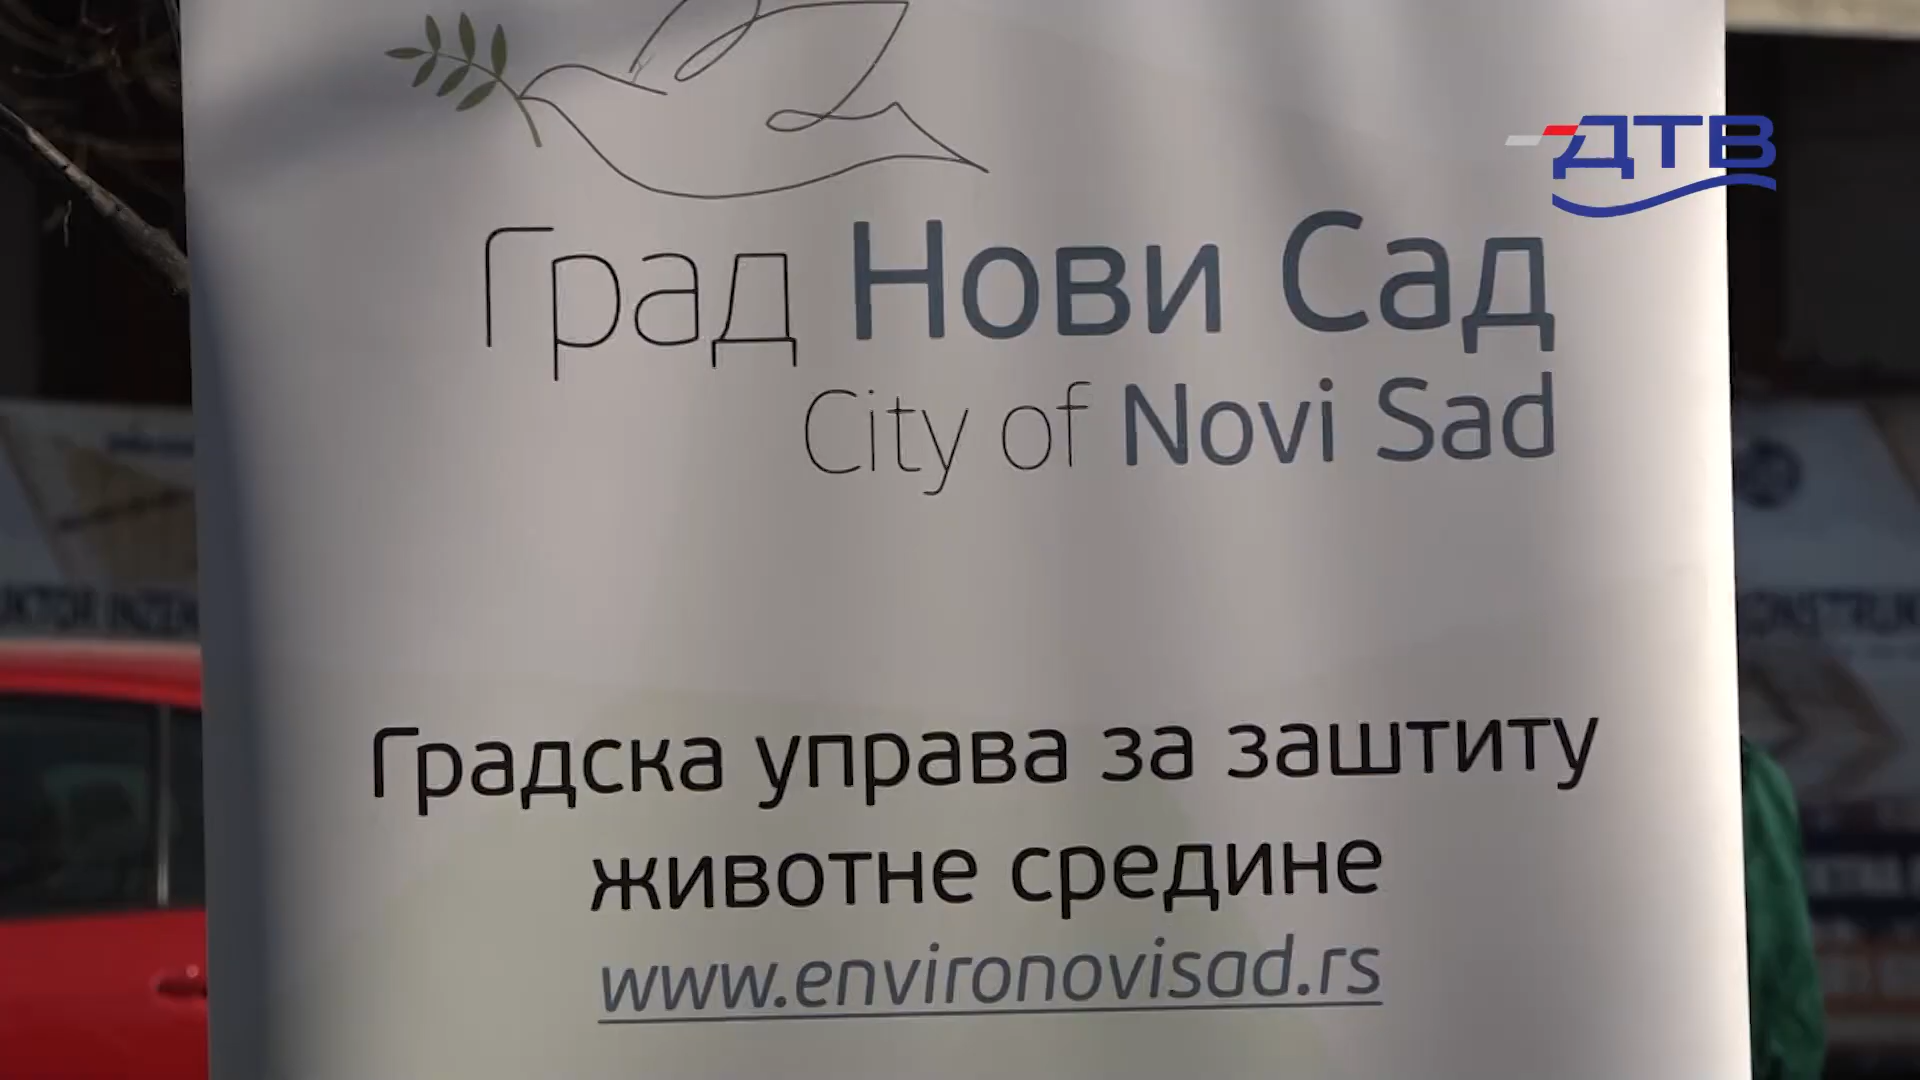 ДТВ
Град Нови Сад
City of Novi Sad
Градска управа за заштиту
животне средине
www.environovisad.rs